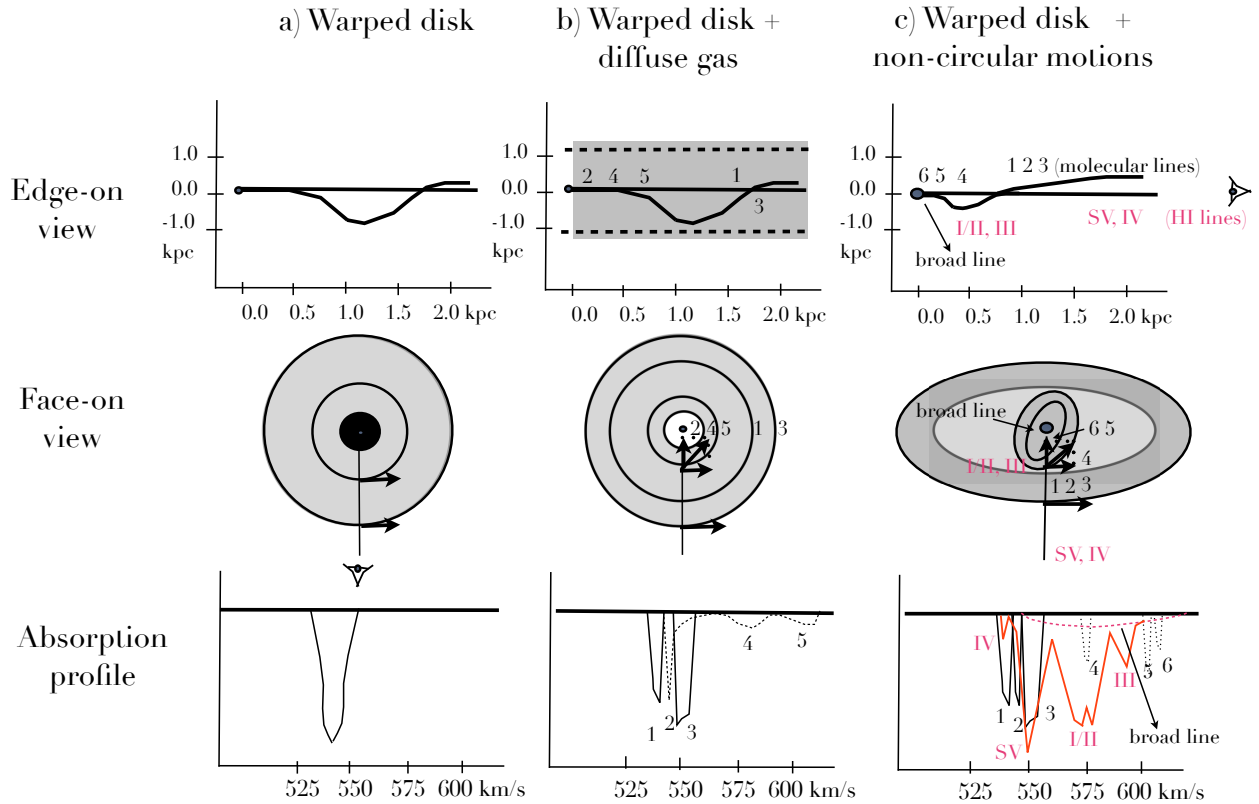 a) Warped disk
b) Warped disk +
diffuse gas
c) Warped disk +
non-circular motions
Edge-on
view
1.0
0.0
-1.0
kpc
0.0 0.5 1.0 1.5 2.0 kpc
1.0
0.0
-1.0
kpc
2 4 5 1
3
0.0 0.5 1.0 1.5 2.0 kpc
1.0
0.0
-1.0
kpc
6 5 4
1 2 3 (molecular lines)
I/II, III
SV, IV (HI lines)
broad line
0.0 0.5 1.0 1.5 2.0 kpc
Face-on
view
2 4 5 1 3
broad line
6 5
I/II, III
4
1 2 3
SV, IV
Absorption
profile
525 550 575 600 km/s
1 2 3
4
5
525 550 575 600 km/s
IV
1
2
3
SV
I/II
4
III
5
6
broad line
525 550 575 600 km/s